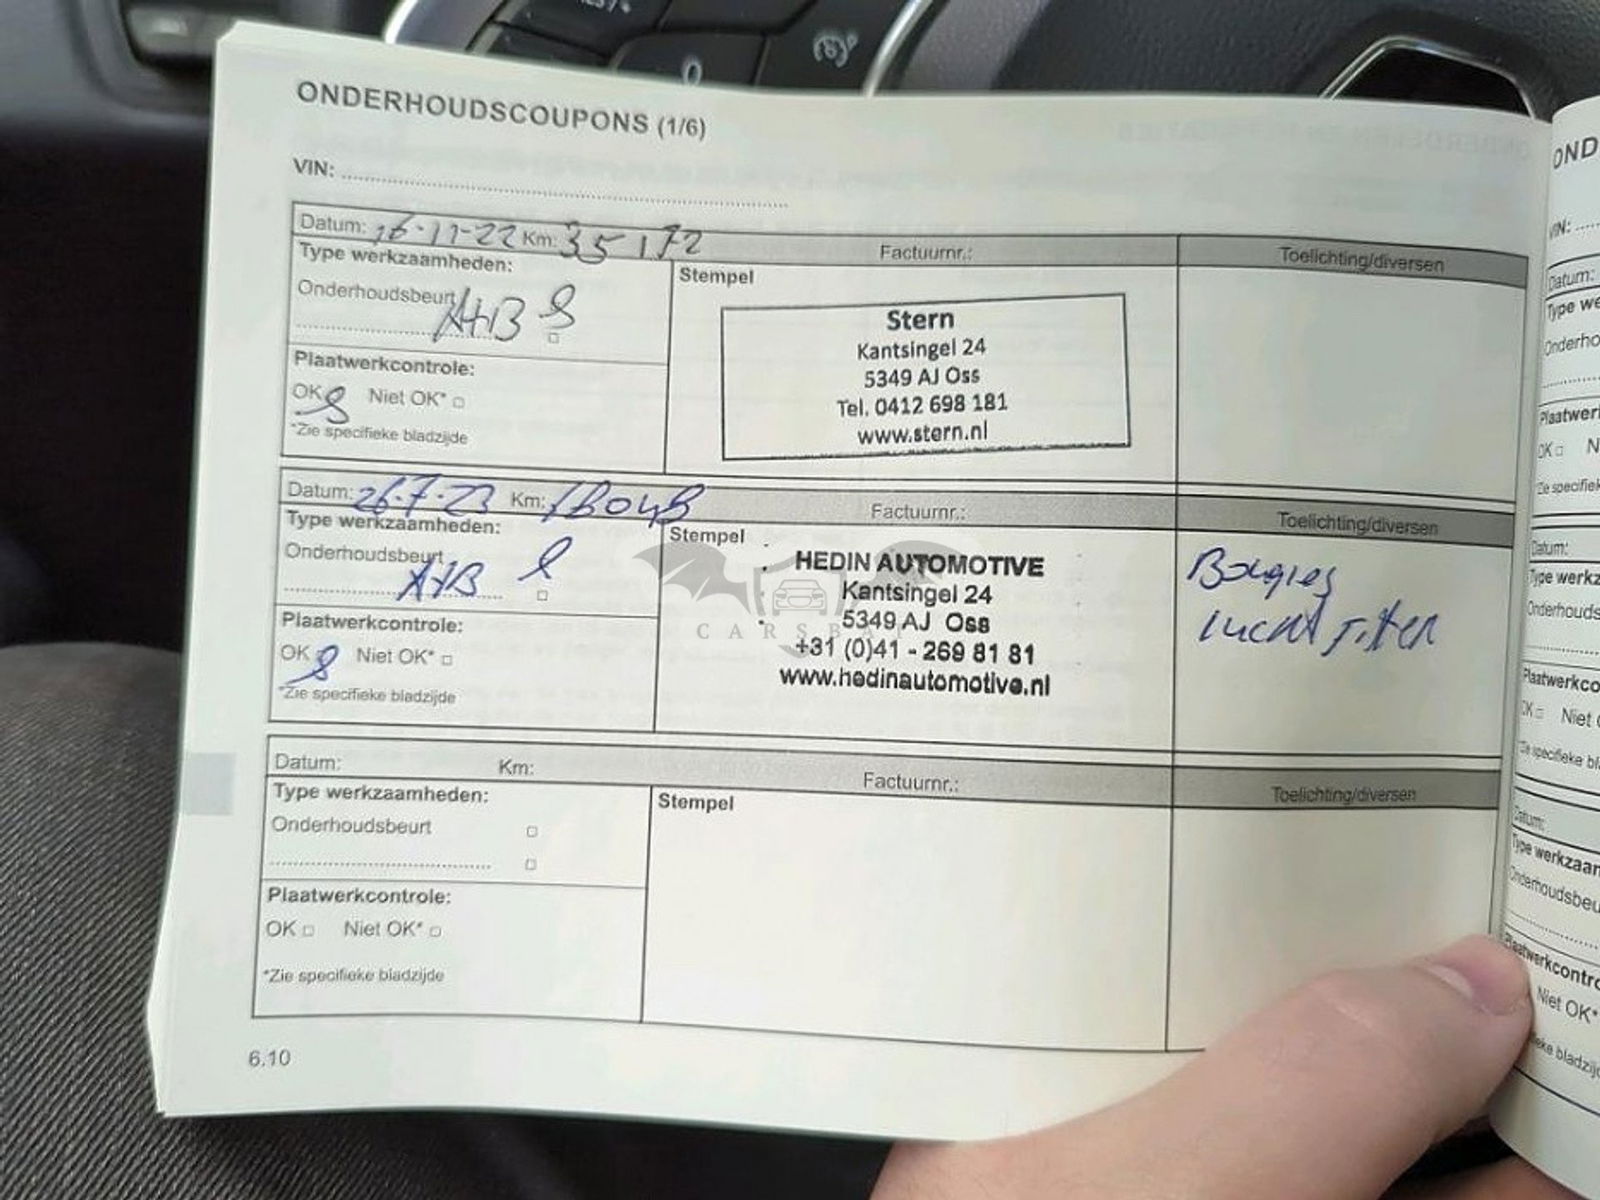 ONDERHOUDSCOUPONS (1/6)
VIN:
Datum: 16-11-22 Km: 35 172
Factuurnr.:
Toelichting/diversen
Type werkzaamheden:
Onderhoudsbeurt A+B
Stempel
Stern
Kantsingel 24
5349 AJ Oss
Tel. 0412 698 181
www.stern.nl
Plaatwerkcontrole:
OK Niet OK*
*Zie specifieke bladzijde
Datum: 26-7-23 Km:
Factuurnr.:
Toelichting/diversen
Type werkzaamheden:
Onderhoudsbeurt A+B
Stempel
HEDIN AUTOMOTIVE
Kantsingel 24
5349 AJ Oss
+31 (0)41 - 269 81 81
www.hedinautomotive.nl
Bougies
Lucht Filter
Plaatwerkcontrole:
OK Niet OK*
*Zie specifieke bladzijde
Datum: Km:
Factuurnr.:
Toelichting/diversen
Type werkzaamheden:
Onderhoudsbeurt
Stempel
Plaatwerkcontrole:
OK Niet OK*
*Zie specifieke bladzijde
6.10